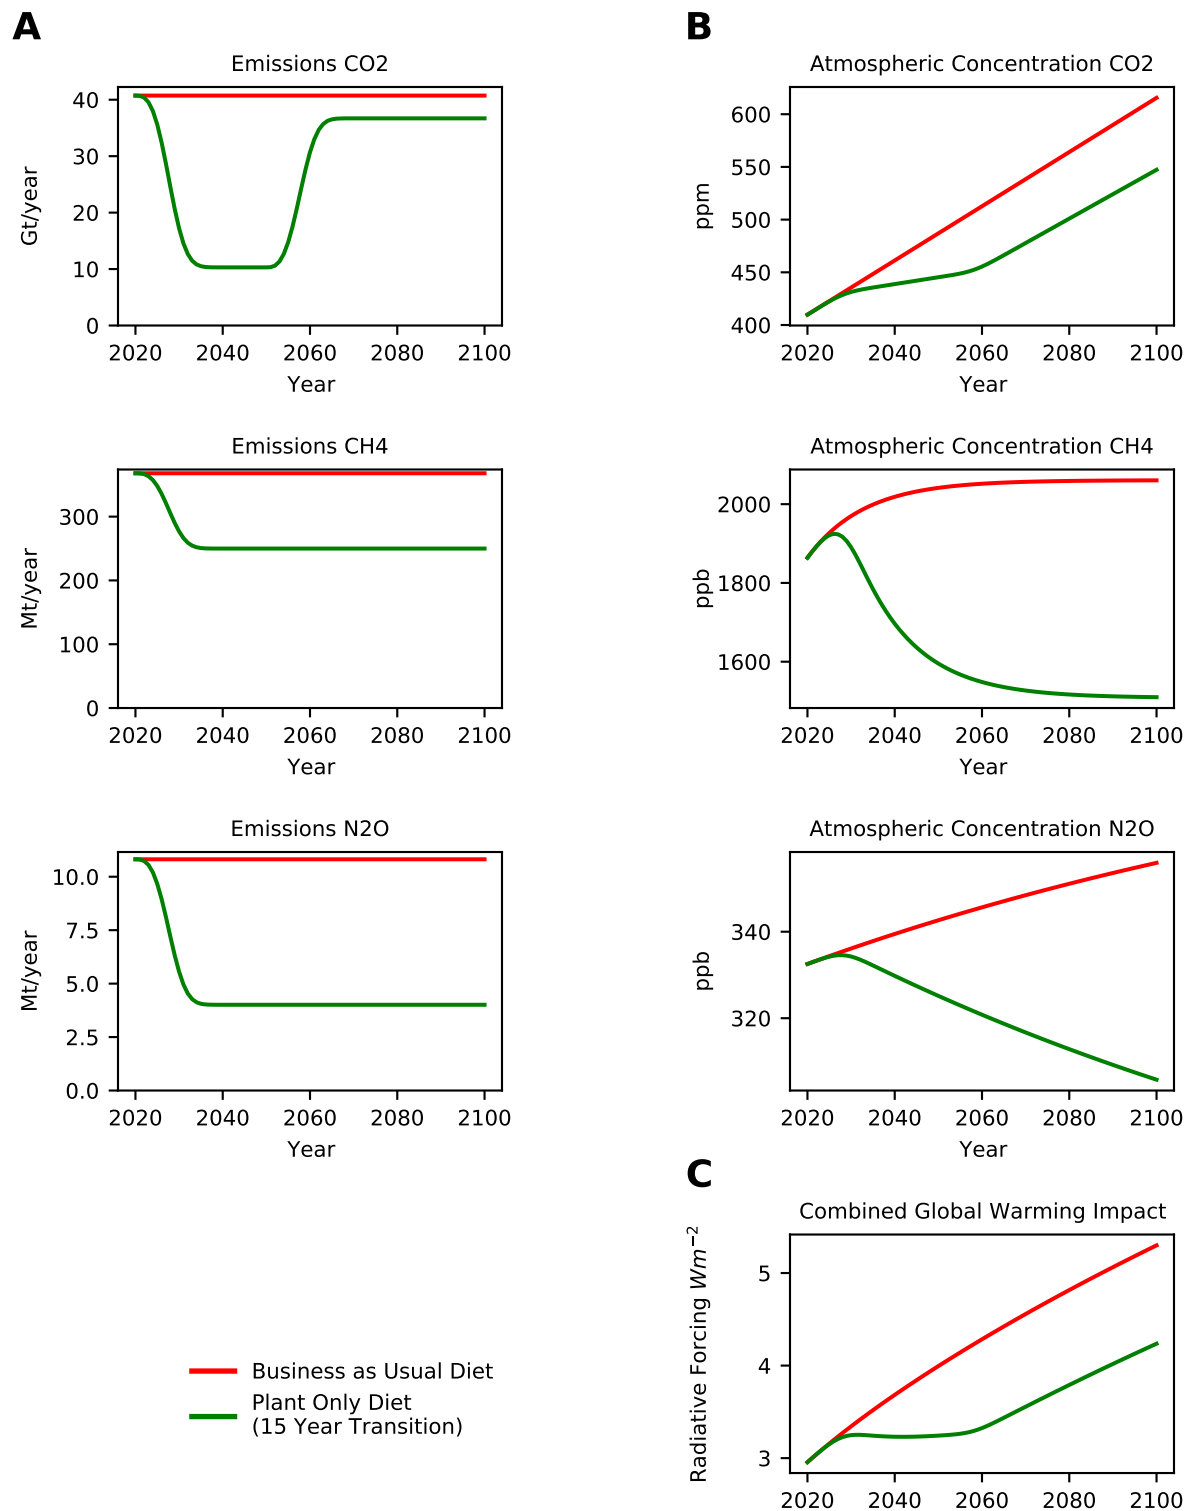 A
B
Emissions CO2
Gt/year
40
30
20
10
0
2020 2040 2060 2080 2100
Year
Atmospheric Concentration CO2
ppm
600
550
500
450
400
2020 2040 2060 2080 2100
Year
Emissions CH4
Mt/year
300
200
100
0
2020 2040 2060 2080 2100
Year
Atmospheric Concentration CH4
ppb
2000
1800
1600
2020 2040 2060 2080 2100
Year
Emissions N2O
Mt/year
10.0
7.5
5.0
2.5
0.0
2020 2040 2060 2080 2100
Year
Atmospheric Concentration N2O
ppb
340
320
2020 2040 2060 2080 2100
Year
C
Combined Global Warming Impact
Radiative Forcing Wm⁻²
5
4
3
2020 2040 2060 2080 2100
Business as Usual Diet
Plant Only Diet
(15 Year Transition)